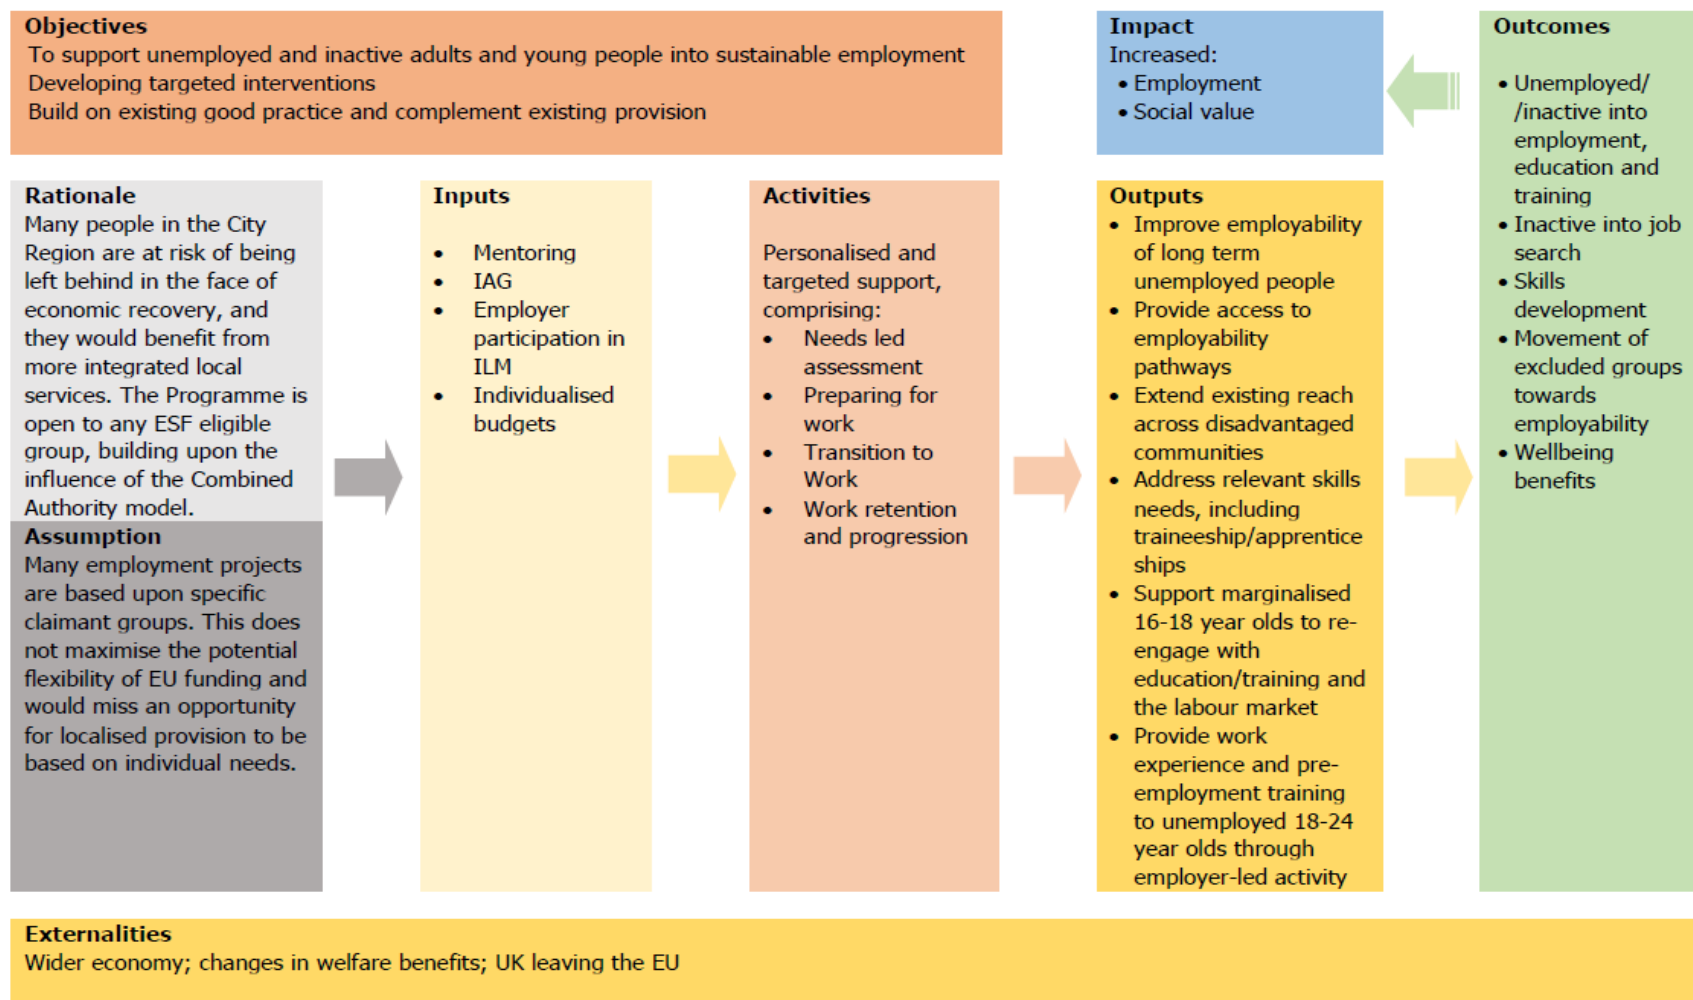 Objectives
To support unemployed and inactive adults and young people into sustainable employment
Developing targeted interventions
Build on existing good practice and complement existing provision
Impact
Increased:
• Employment
• Social value
Outcomes
• Unemployed/
/inactive into
employment,
education and
training
• Inactive into job
search
• Skills
development
• Movement of
excluded groups
towards
employability
• Wellbeing
benefits
Rationale
Many people in the City
Region are at risk of being
left behind in the face of
economic recovery, and
they would benefit from
more integrated local
services. The Programme is
open to any ESF eligible
group, building upon the
influence of the Combined
Authority model.
Assumption
Many employment projects
are based upon specific
claimant groups. This does
not maximise the potential
flexibility of EU funding and
would miss an opportunity
for localised provision to be
based on individual needs.
Inputs
• Mentoring
• IAG
• Employer
participation in
ILM
• Individualised
budgets
Activities
Personalised and
targeted support,
comprising:
• Needs led
assessment
• Preparing for
work
• Transition to
Work
• Work retention
and progression
Outputs
• Improve employability
of long term
unemployed people
• Provide access to
employability
pathways
• Extend existing reach
across disadvantaged
communities
• Address relevant skills
needs, including
traineeship/apprentice
ships
• Support marginalised
16-18 year olds to re-
engage with
education/training and
the labour market
• Provide work
experience and pre-
employment training
to unemployed 18-24
year olds through
employer-led activity
Externalities
Wider economy; changes in welfare benefits; UK leaving the EU